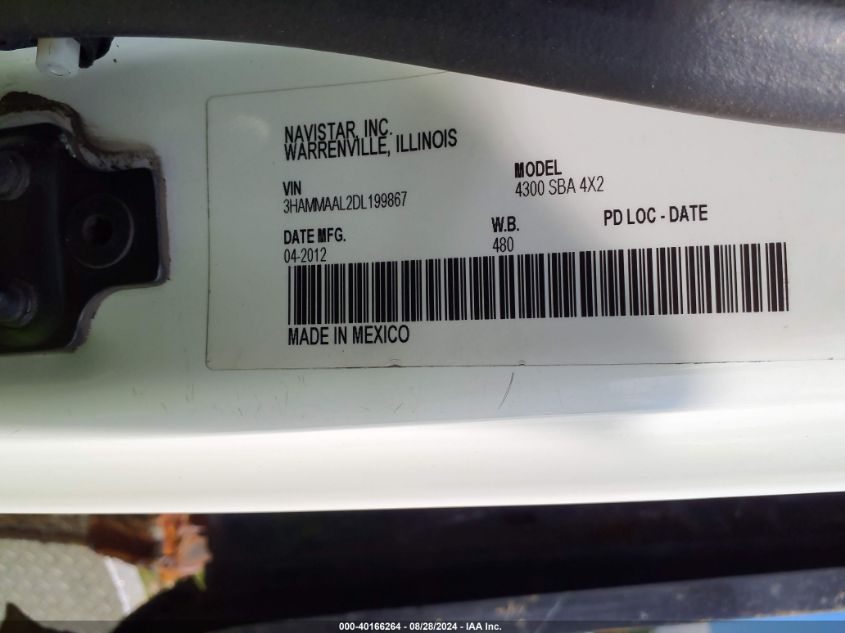 NAVISTAR, INC.
WARRENVILLE, ILLINOIS
MODEL
4300 SBA 4X2
VIN
3HAMMAAL2DL199867
W.B.
480
PD LOC - DATE
DATE MFG.
04-2012
MADE IN MEXICO
000-40166264 - 08/28/2024 - IAA Inc.